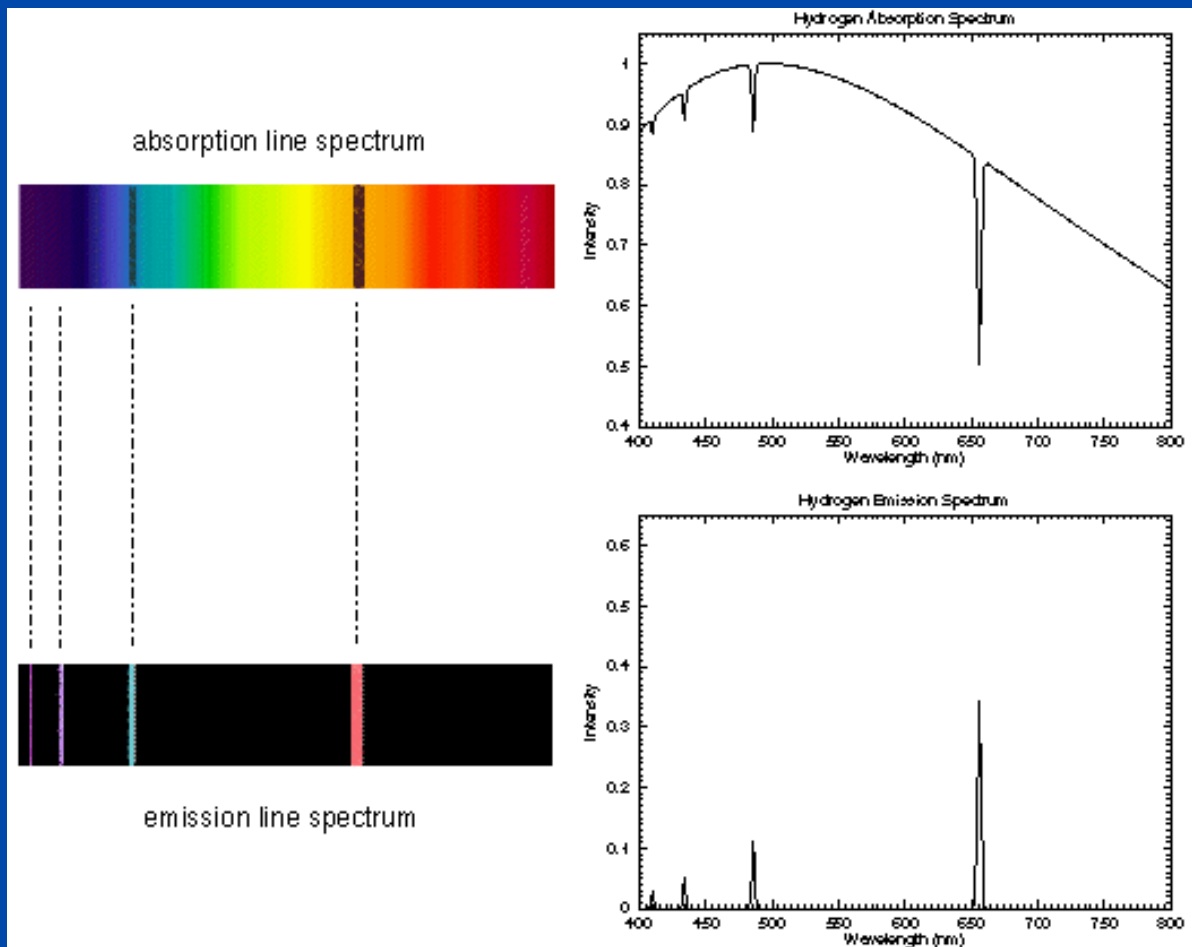 absorption line spectrum
emission line spectrum
Hydrogen Absorption Spectrum
Intensity
1
0.9
0.8
0.7
0.6
0.5
0.4
400 450 500 550 600 650 700 750 800
Wavelength (nm)
Hydrogen Emission Spectrum
Intensity
0.6
0.5
0.4
0.3
0.2
0.1
0
400 450 500 550 600 650 700 750 800
Wavelength (nm)